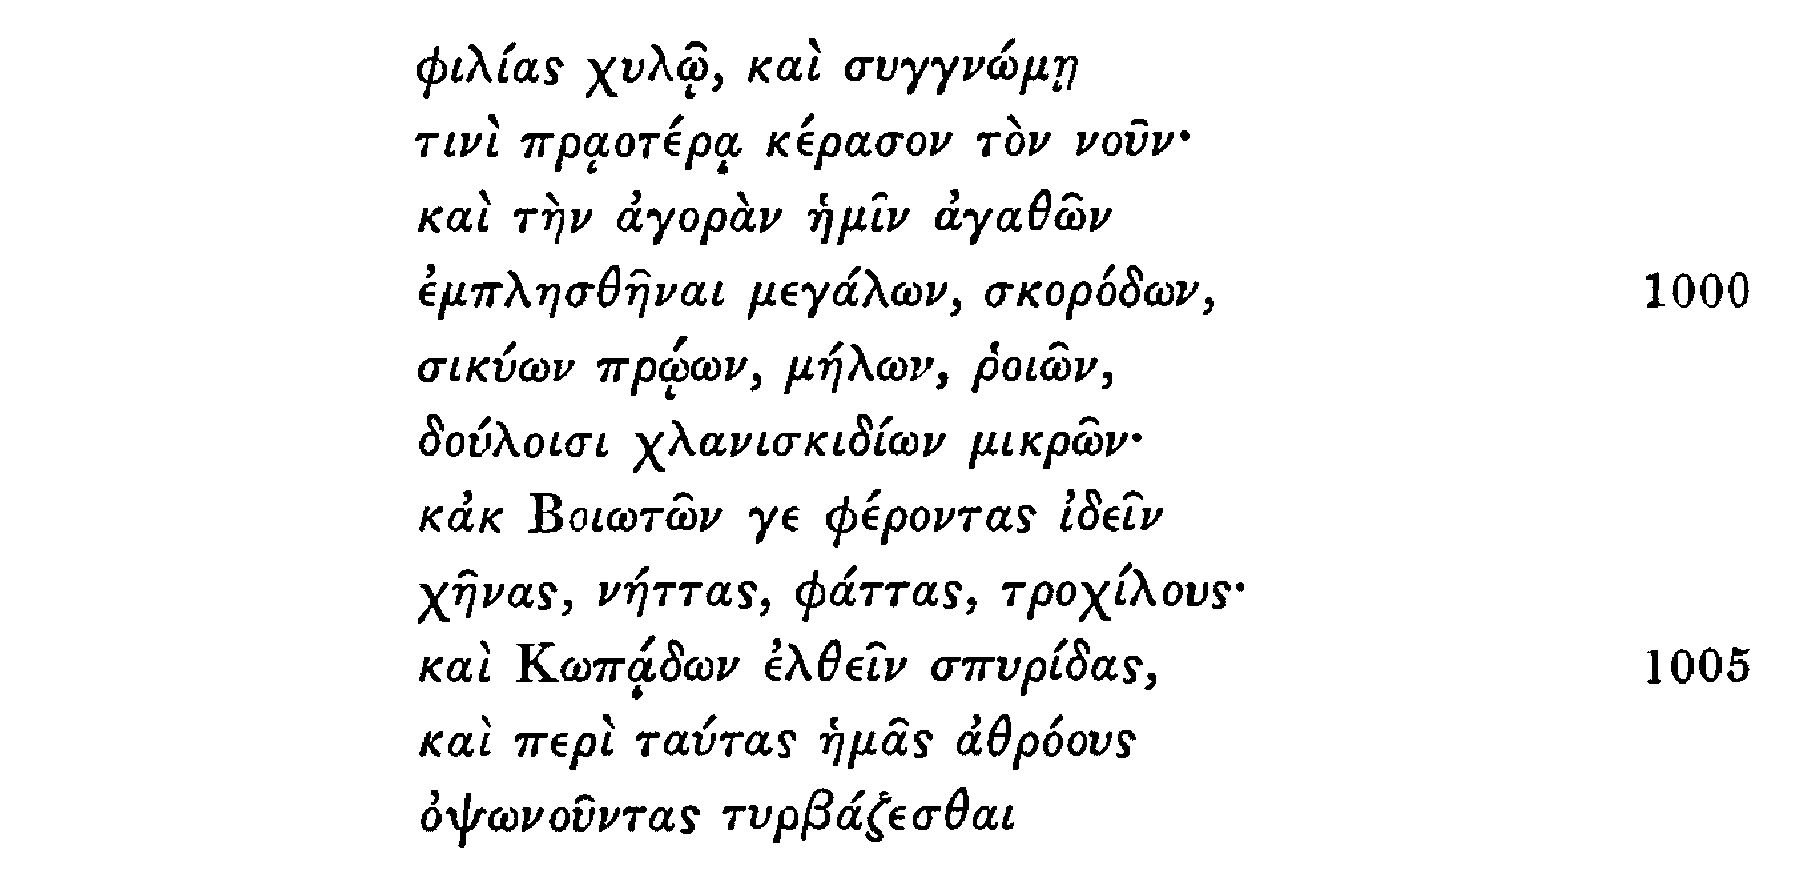 φιλίας χυλῷ, καὶ συγγνώμῃ
τινὶ πρᾳοτέρᾳ κέρασον τὸν νοῦν·
καὶ τὴν ἀγορὰν ἡμῖν ἀγαθῶν
ἐμπλησθῆναι μεγάλων, σκορόδων, 1000
σικύων πρῴων, μήλων, ῥοιῶν,
δούλοισι χλανισκιδίων μικρῶν·
κἀκ Βοιωτῶν γε φέροντας ἰδεῖν
χῆνας, νήττας, φάττας, τροχίλους·
καὶ Κωπᾴδων ἐλθεῖν σπυρίδας, 1005
καὶ περὶ ταύτας ἡμᾶς ἀθρόους
ὀψωνοῦντας τυρβάζεσθαι